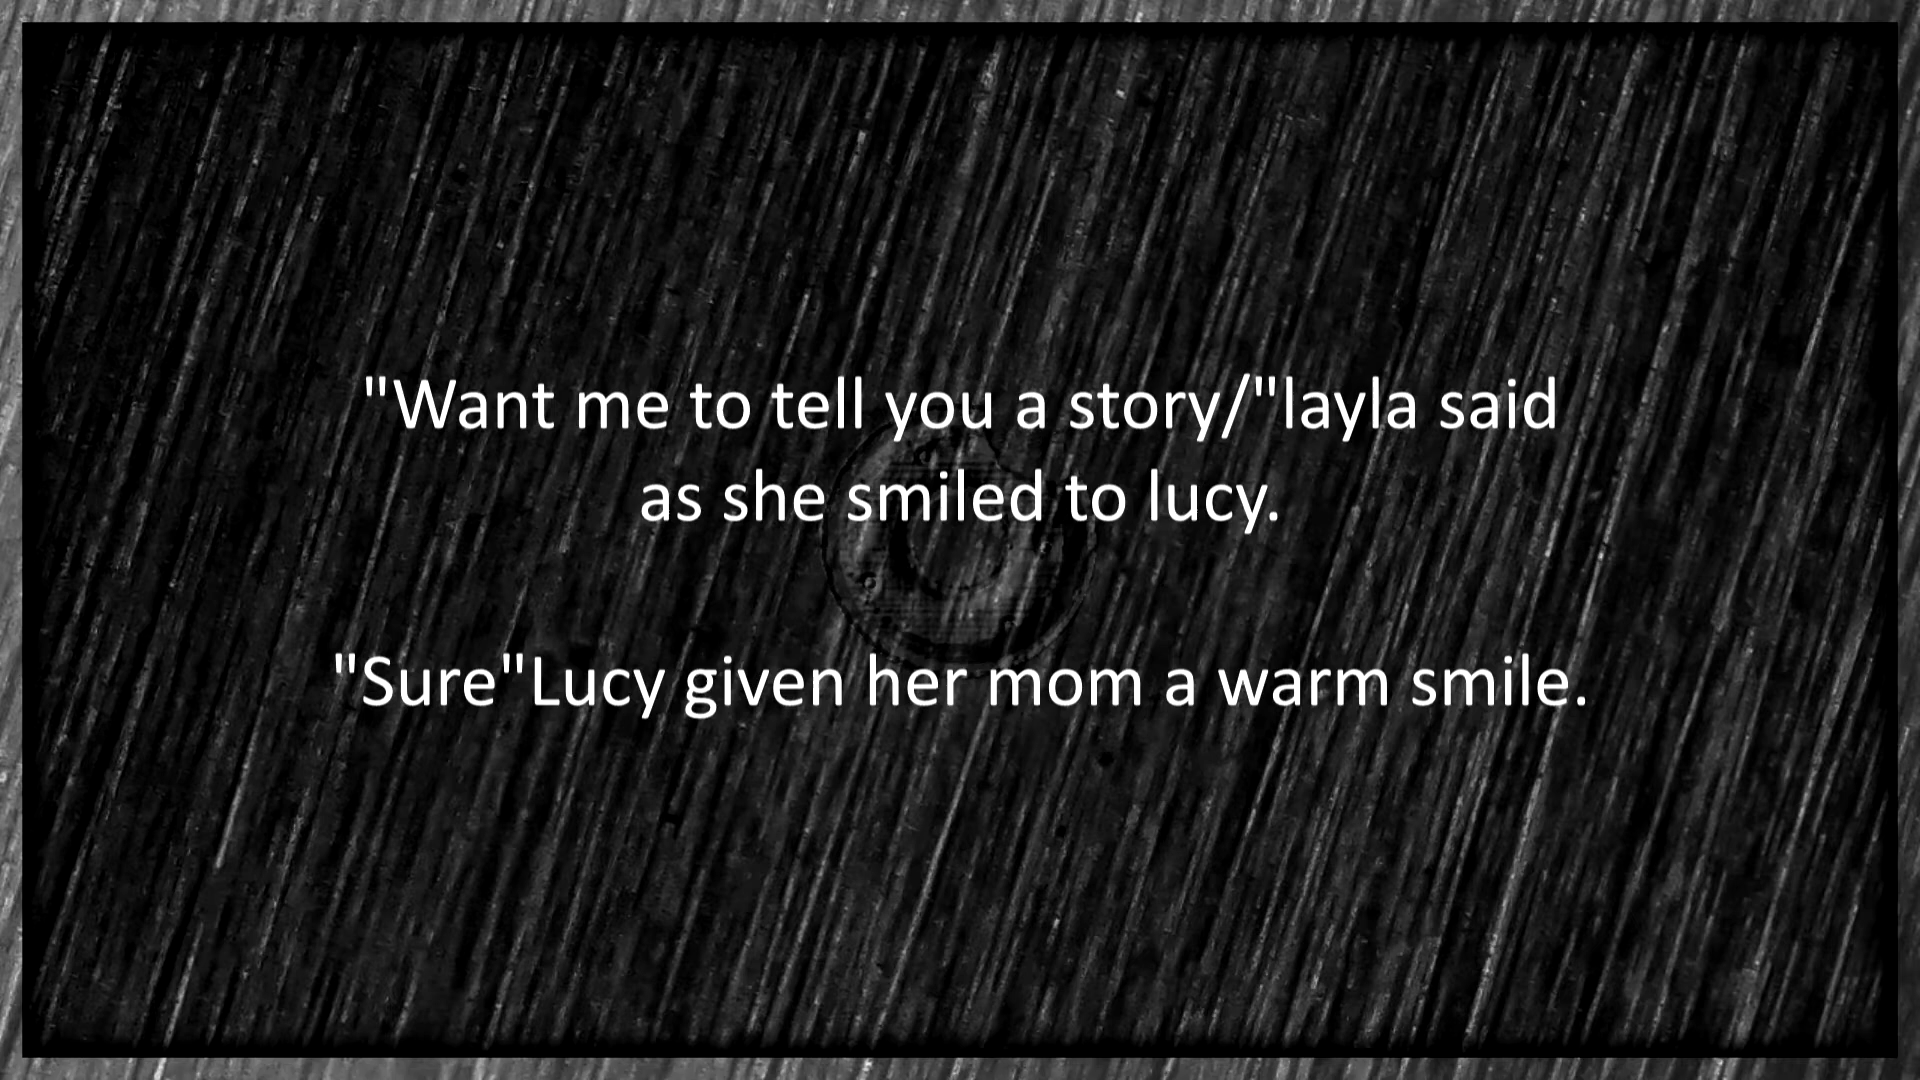 "Want me to tell you a story/"layla said
as she smiled to lucy.
"Sure"Lucy given her mom a warm smile.